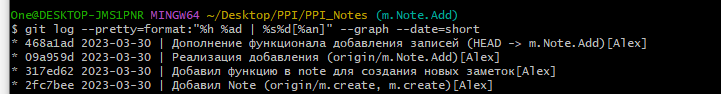 One@DESKTOP-JMS1PNR MINGW64 ~/Desktop/PPI/PPI_Notes (m.Note.Add)
$ git log --pretty=format:"%h %ad | %s%d[%an]" --graph --date=short
* 468a1ad 2023-03-30 | Дополнение функционала добавления записей (HEAD -> m.Note.Add)[Alex]
* 09a959d 2023-03-30 | Реализация добавления (origin/m.Note.Add)[Alex]
* 317ed62 2023-03-30 | Добавил функцию в note для создания новых заметок[Alex]
* 2fc7bee 2023-03-30 | Добавил Note (origin/m.create, m.create)[Alex]